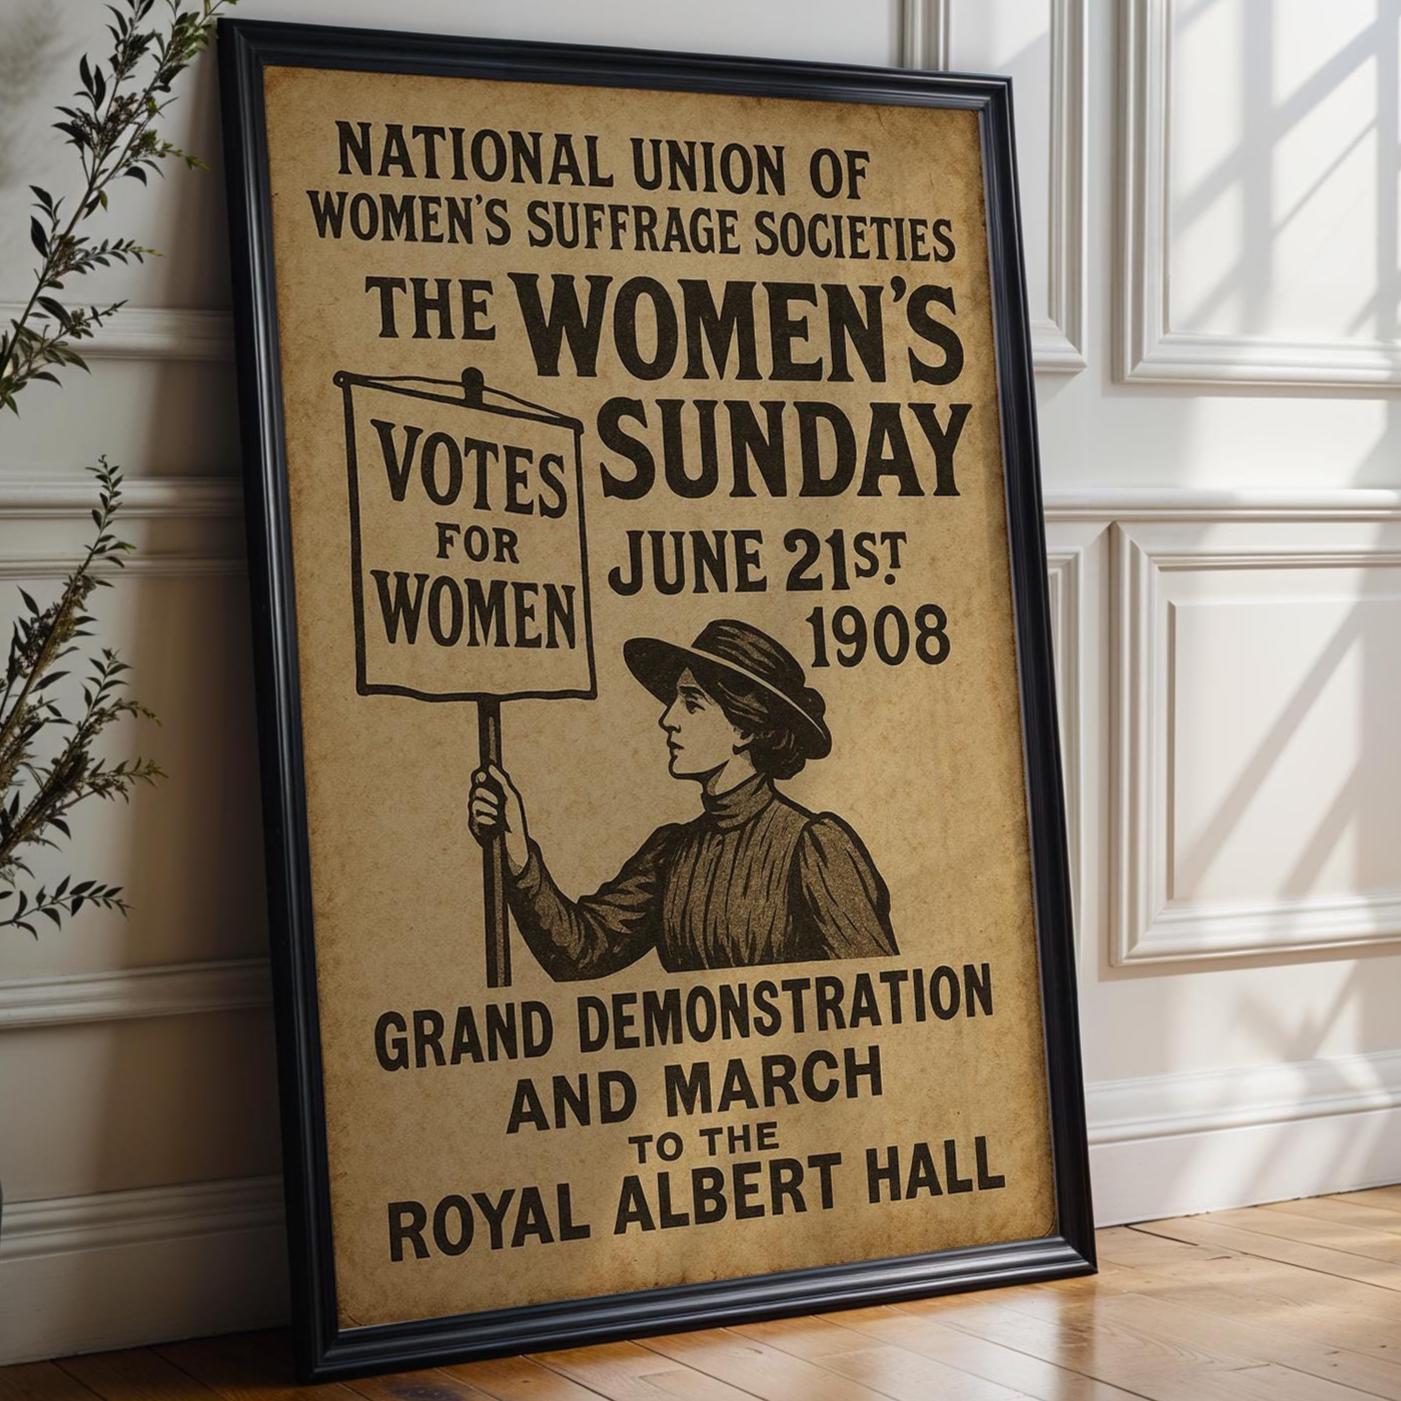 NATIONAL UNION OF
WOMEN'S SUFFRAGE SOCIETIES
THE WOMEN'S
SUNDAY
JUNE 21ST.
1908
VOTES
FOR
WOMEN
GRAND DEMONSTRATION
AND MARCH
TO THE
ROYAL ALBERT HALL